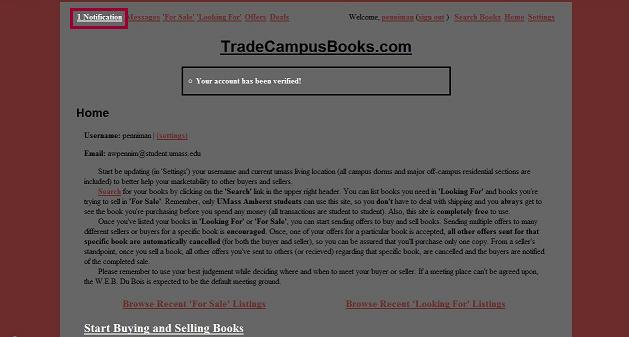 1 Notification Messages 'For Sale' 'Looking For' Offers Deals Welcome, penniman (sign out ) Search Books Home Settings
TradeCampusBooks.com
Your account has been verified!
Home
Username: penniman | (settings)
Email: awpennim@student.umass.edu
Start be updating (in 'Settings') your username and current umass living location (all campus dorms and major off-campus residential sections are
included) to better help your marketability to other buyers and sellers.
Search for your books by clicking on the 'Search' link in the upper right header. You can list books you need in 'Looking For' and books you're
trying to sell in 'For Sale'. Remember, only UMass Amherst students can use this site, so you don't have to deal with shipping and you always get to
see the book you're purchasing before you spend any money (all transactions are student to student). Also, this site is completely free to use.
Once you've listed your books in 'Looking For' or 'For Sale', you can start sending offers to buy and sell books. Sending multiple offers to many
different sellers or buyers for a specific book is encouraged. Once, one of your offers for a particular book is accepted, all other offers sent for that
specific book are automatically cancelled (for both the buyer and seller), so you can be assured that you'll purchase only one copy. From a seller's
standpoint, once you sell a book, all other offers you've sent to others (or recieved) regarding that specific book, are cancelled and the buyers are notified
of the completed sale.
Please remember to use your best judgement while deciding where and when to meet your buyer or seller. If a meeting place can't be agreed upon,
the W.E.B. Du Bois is expected to be the default meeting ground.
Browse Recent 'For Sale' Listings Browse Recent 'Looking For' Listings
Start Buying and Selling Books